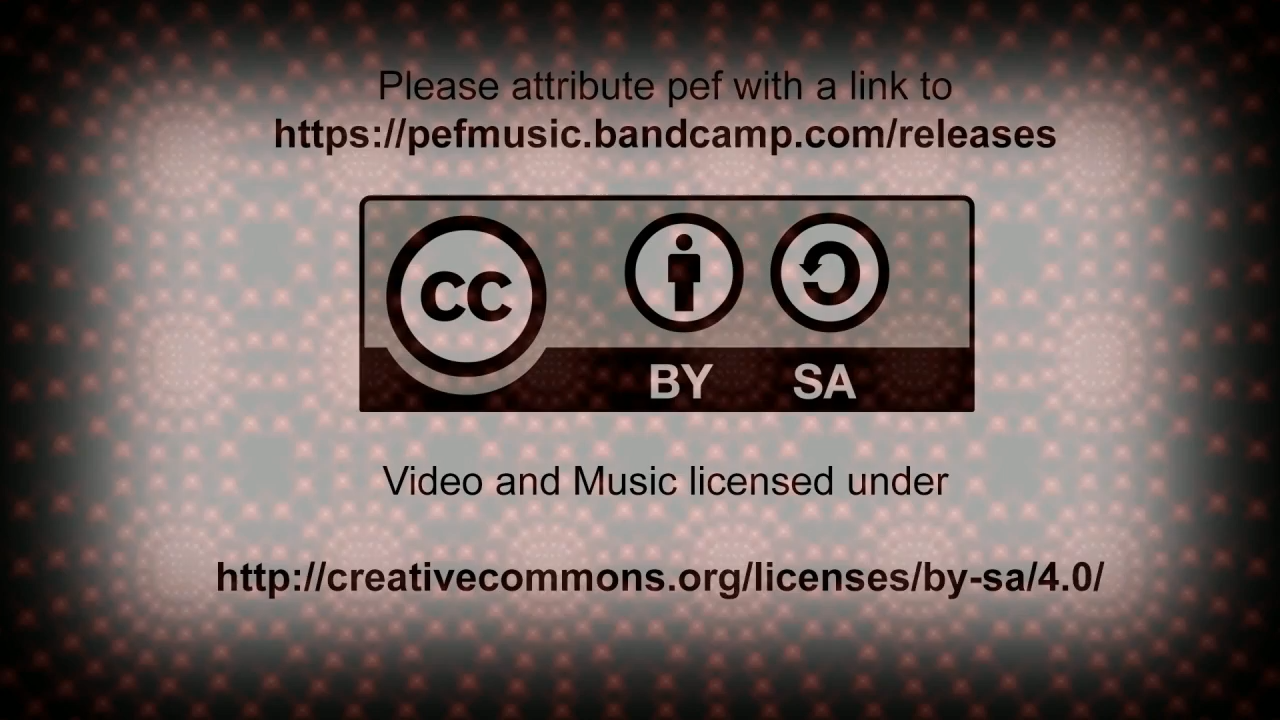 Please attribute pef with a link to
https://pefmusic.bandcamp.com/releases
CC
BY SA
Video and Music licensed under
http://creativecommons.org/licenses/by-sa/4.0/